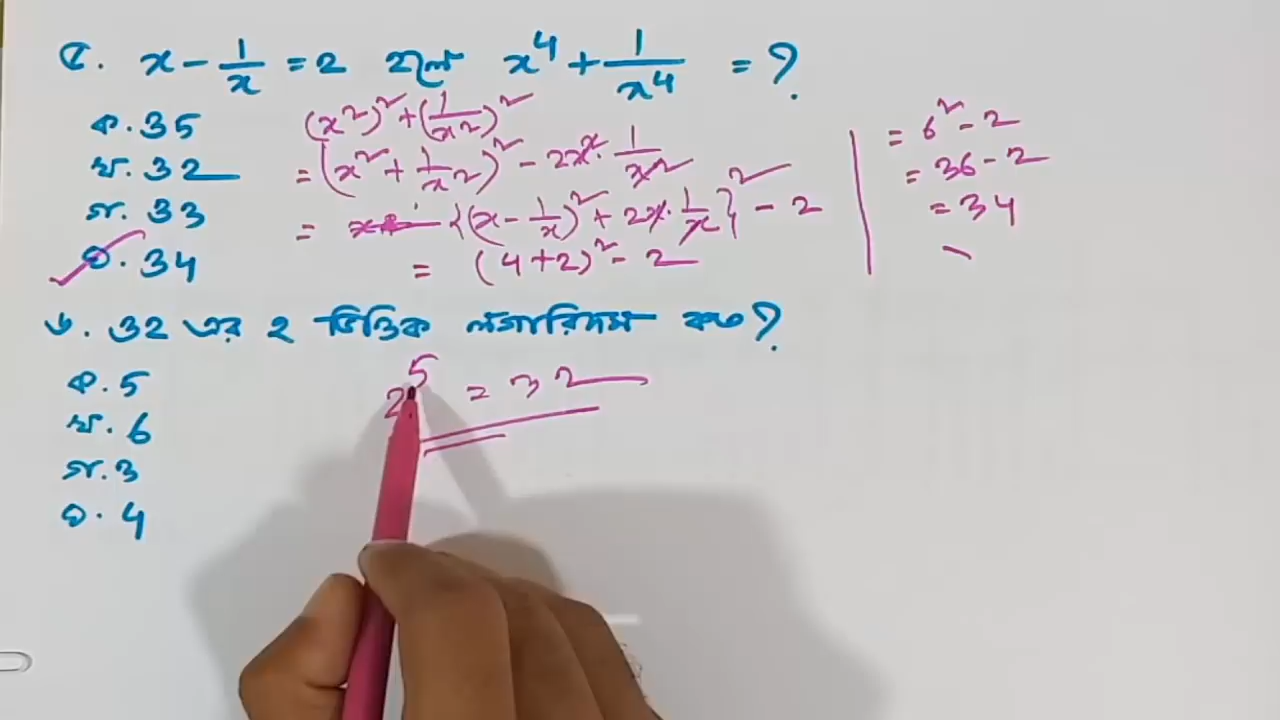 ৫. x - 1/x = 2 হলে x⁴ + 1/x⁴ = ?
ক. 35
খ. 32
গ. 33
ঘ. 34
(x²)² + (1/x²)²
= (x² + 1/x²)² - 2x². 1/x²
= {(x - 1/x)² + 2x. 1/x}² - 2
= (4+2)² - 2
= 6² - 2
= 36 - 2
= 34
৬. 32 এর ২ ভিত্তিক লগারিদম কত?
ক. 5
খ. 6
গ. 3
ঘ. 4
2⁵ = 32